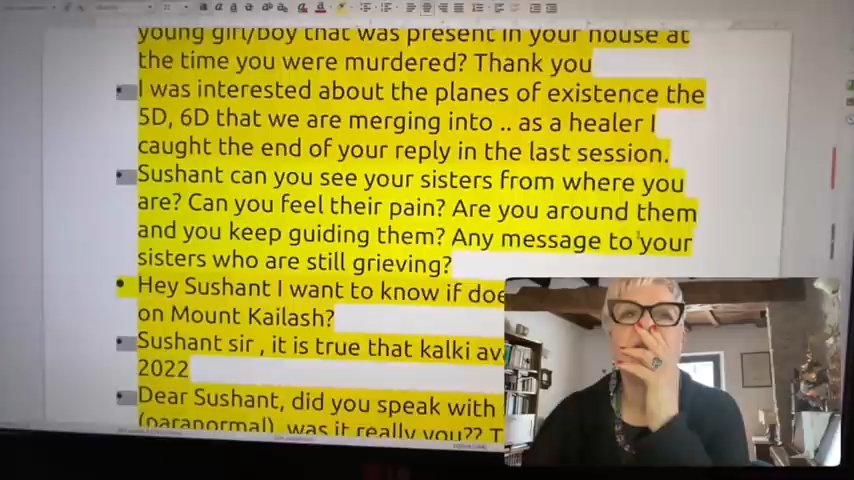 young girl/boy that was present in your house at
the time you were murdered? Thank you
I was interested about the planes of existence the
5D, 6D that we are merging into .. as a healer I
caught the end of your reply in the last session.
Sushant can you see your sisters from where you
are? Can you feel their pain? Are you around them
and you keep guiding them? Any message to your
sisters who are still grieving?
Hey Sushant I want to know if doe
on Mount Kailash?
Sushant sir , it is true that kalki av
2022
Dear Sushant, did you speak with
(paranormal), was it really you?? T